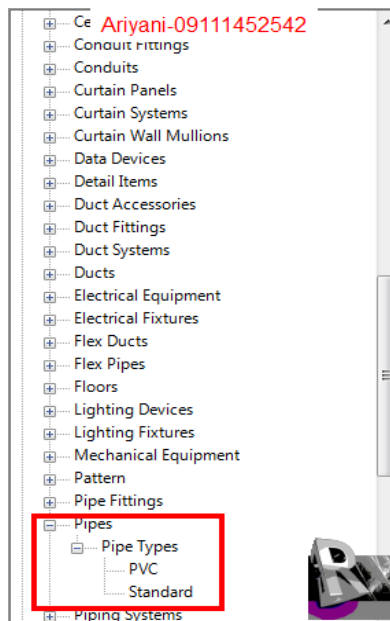 Ce
Ariyani-09111452542
Conduit Fittings
Conduits
Curtain Panels
Curtain Systems
Curtain Wall Mullions
Data Devices
Detail Items
Duct Accessories
Duct Fittings
Duct Systems
Ducts
Electrical Equipment
Electrical Fixtures
Flex Ducts
Flex Pipes
Floors
Lighting Devices
Lighting Fixtures
Mechanical Equipment
Pattern
Pipe Fittings
Pipes
Pipe Types
PVC
Standard
Piping Systems
R